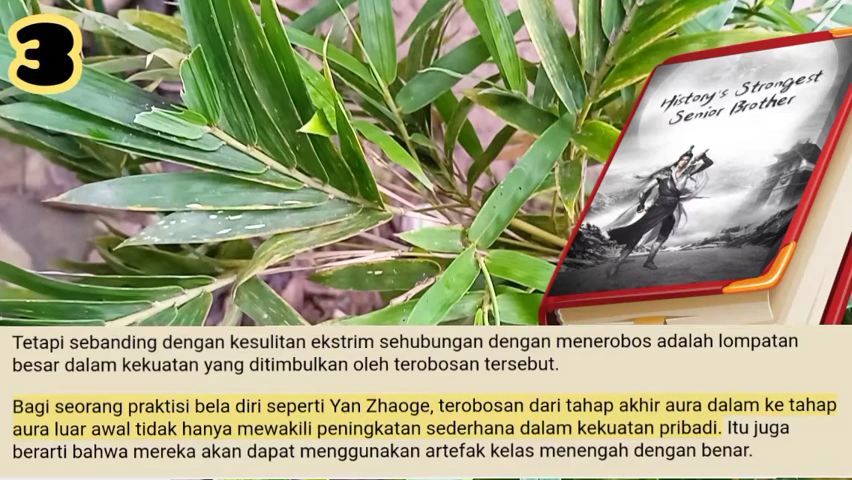 3
History's Strongest
Senior Brother
Tetapi sebanding dengan kesulitan ekstrim sehubungan dengan menerobos adalah lompatan
besar dalam kekuatan yang ditimbulkan oleh terobosan tersebut.
Bagi seorang praktisi bela diri seperti Yan Zhaoge, terobosan dari tahap akhir aura dalam ke tahap
aura luar awal tidak hanya mewakili peningkatan sederhana dalam kekuatan pribadi. Itu juga
berarti bahwa mereka akan dapat menggunakan artefak kelas menengah dengan benar.